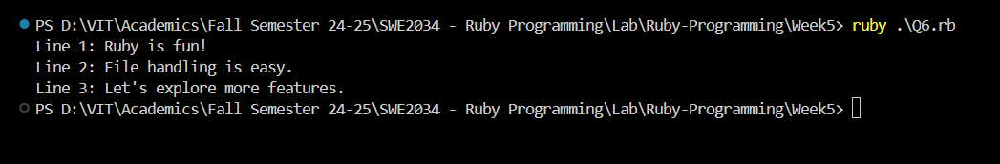 PS D:\VIT\Academics\Fall Semester 24-25\SWE2034 - Ruby Programming\Lab\Ruby-Programming\Week5> ruby .\Q6.rb
Line 1: Ruby is fun!
Line 2: File handling is easy.
Line 3: Let's explore more features.
PS D:\VIT\Academics\Fall Semester 24-25\SWE2034 - Ruby Programming\Lab\Ruby-Programming\Week5>